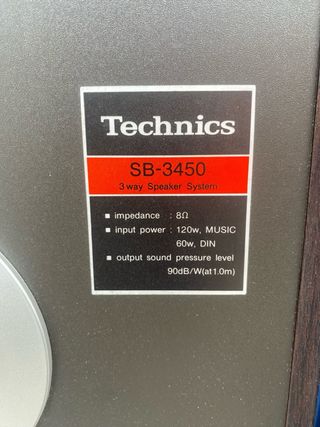 Technics
SB-3450
3 way Speaker System
■ impedance : 8Ω
■ input power : 120w, MUSIC
60w, DIN
■ output sound pressure level
90dB/W(at1.0m)